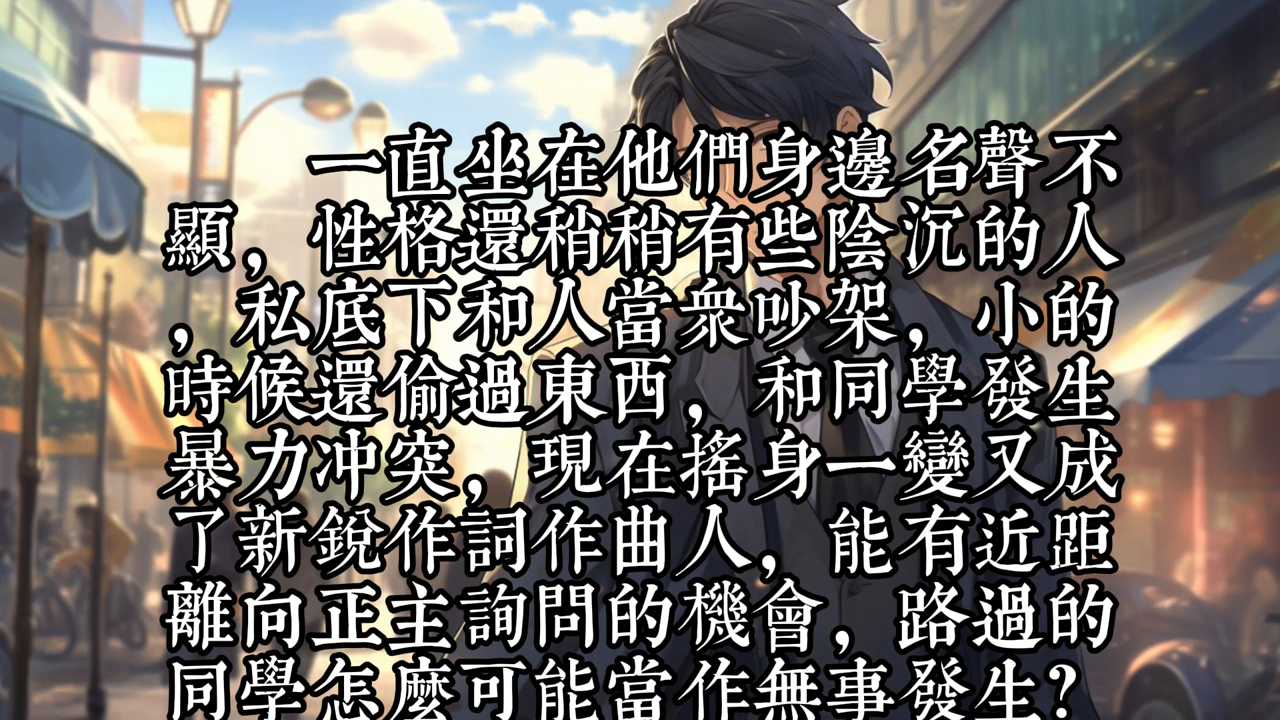 一直坐在他們身邊名聲不
顯，性格還稍稍有些陰沉的人
，私底下和人當衆吵架，小的
時候還偷過東西，和同學發生
暴力冲突，現在搖身一變又成
了新銳作詞作曲人，能有近距
離向正主詢問的機會，路過的
同學怎麼可能當作無事發生？